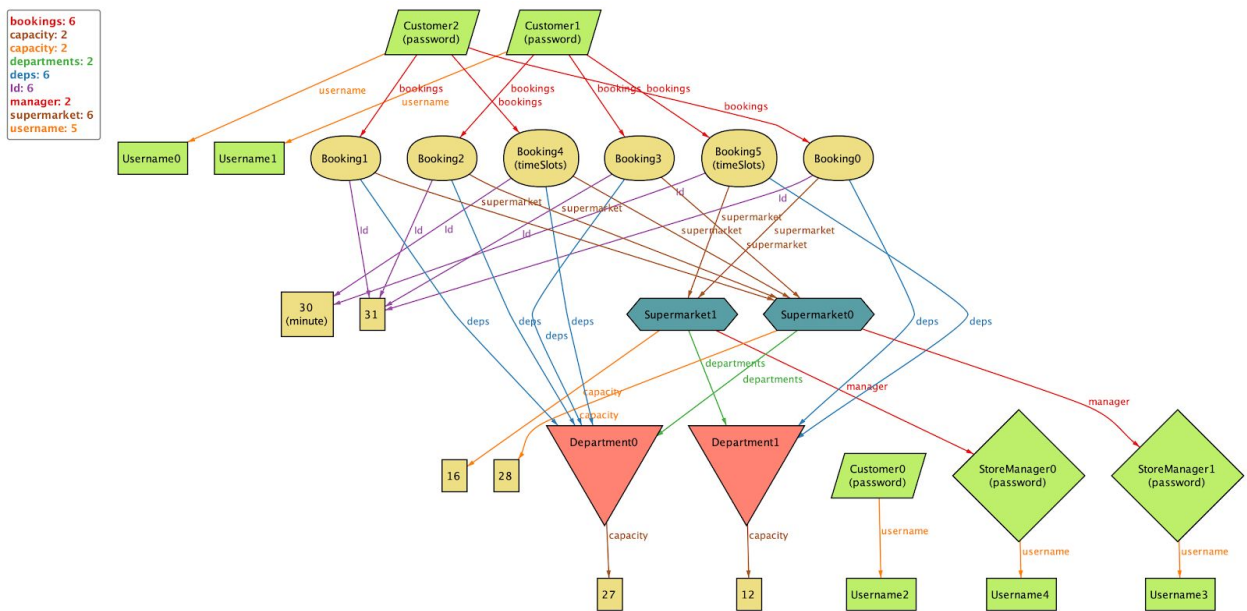 bookings: 6
capacity: 2
capacity: 2
departments: 2
deps: 6
Id: 6
manager: 2
supermarket: 6
username: 5
Customer2
(password)
Customer1
(password)
bookings
bookings
bookings
bookings
bookings
bookings
username
username
Username0
Username1
Booking1
Booking2
Booking4
(timeSlots)
Booking3
Booking5
(timeSlots)
Booking0
Id
Id
supermarket
supermarket
supermarket
supermarket
supermarket
supermarket
Id
Id
Id
Id
30
(minute)
31
Supermarket1
Supermarket0
deps
deps
deps
deps
deps
deps
departments
departments
capacity
capacity
manager
manager
Department0
Department1
16
28
Customer0
(password)
StoreManager0
(password)
StoreManager1
(password)
capacity
capacity
username
username
username
27
12
Username2
Username4
Username3